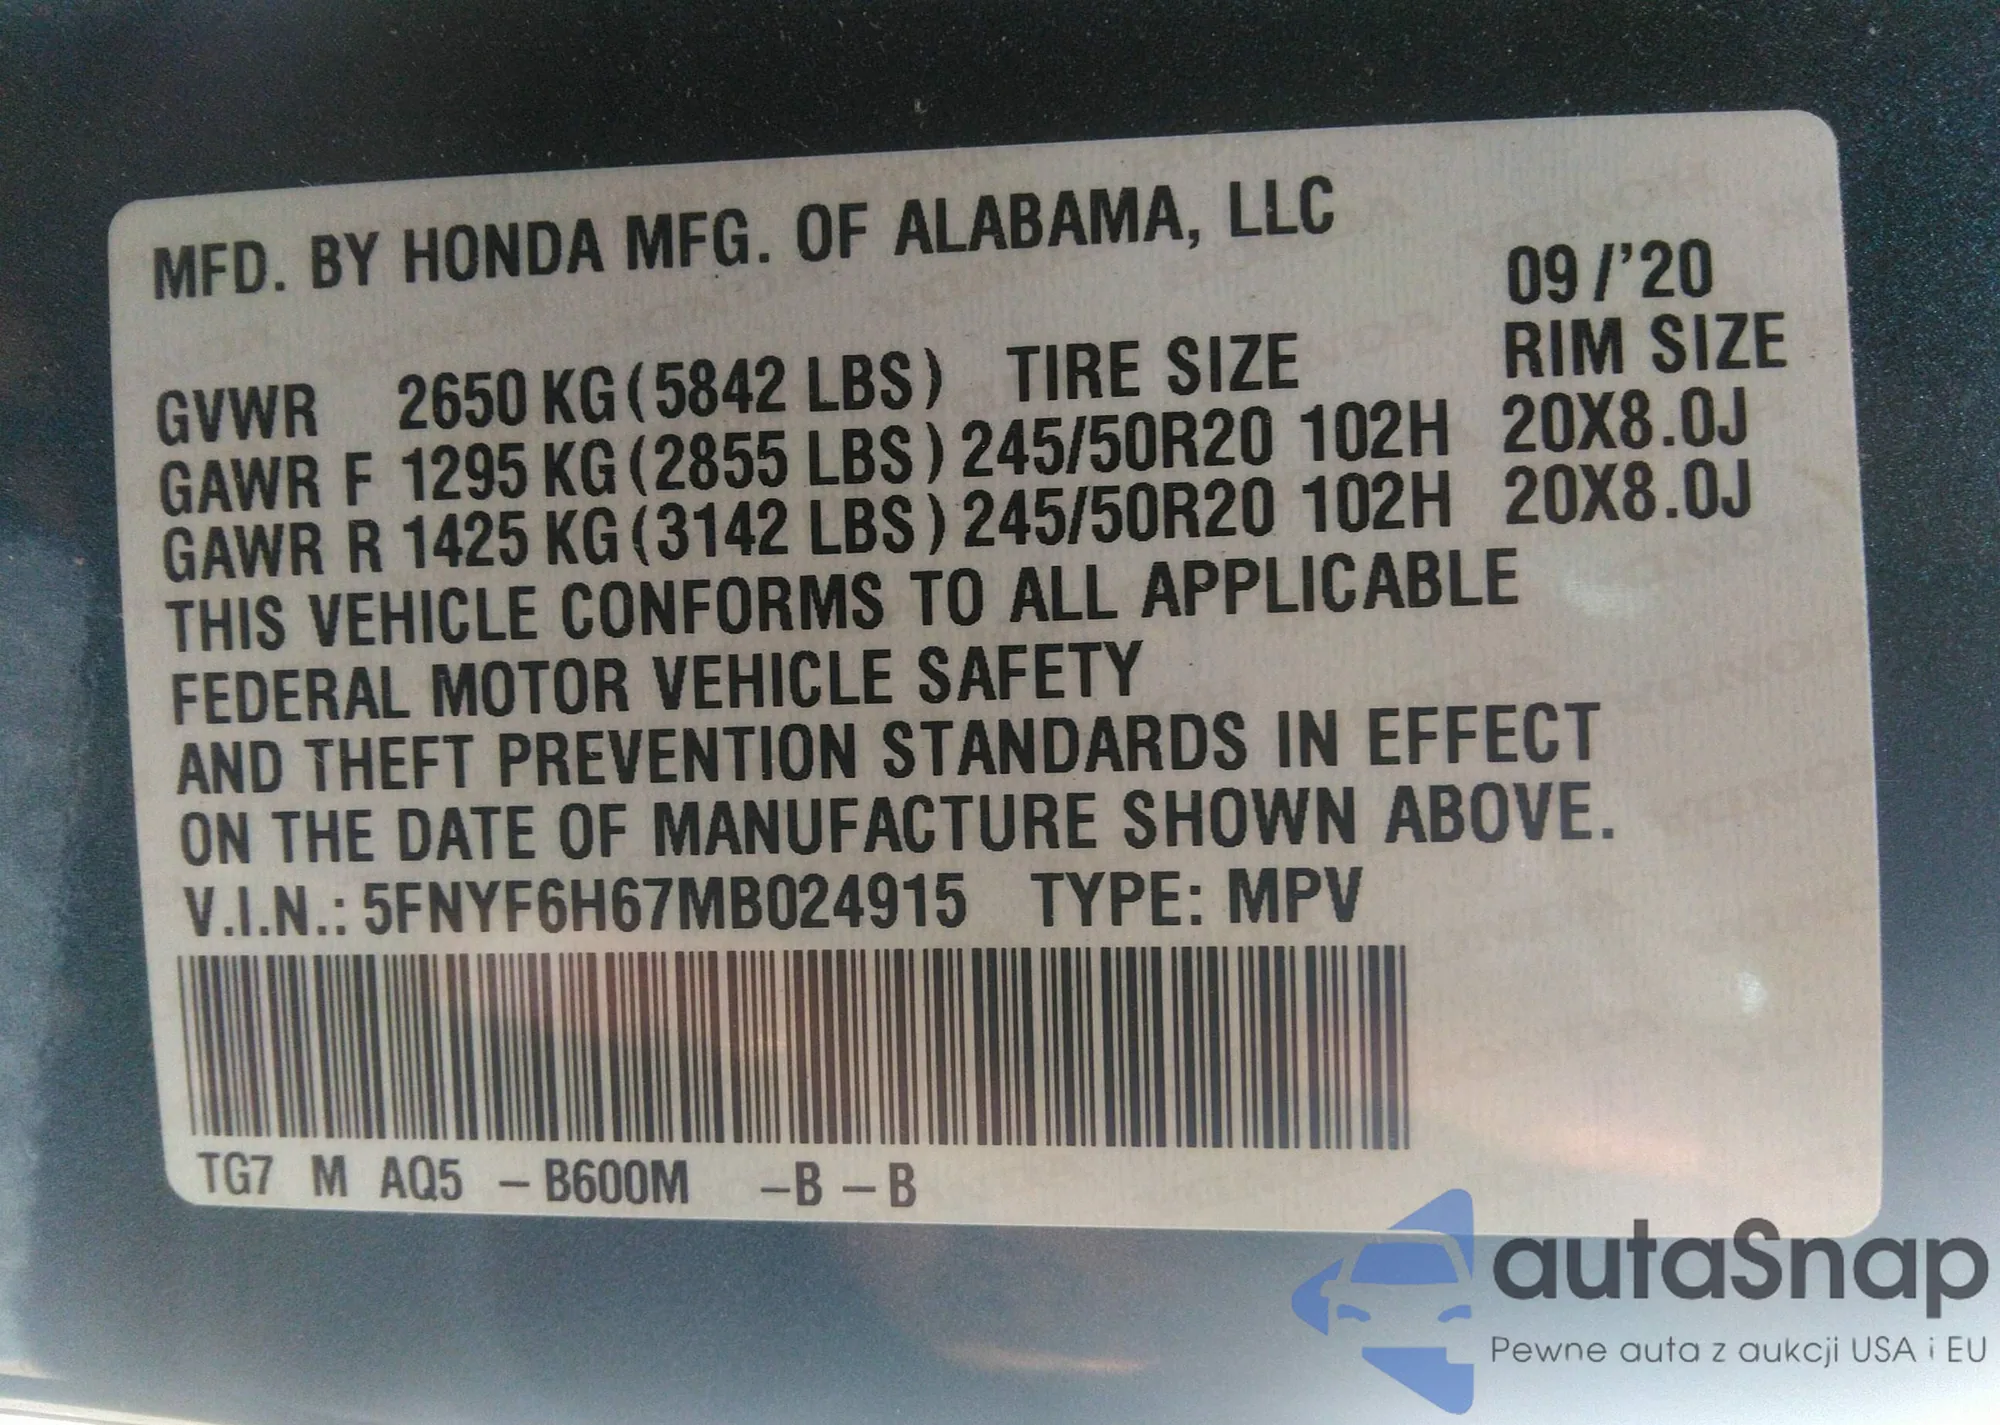 MFD. BY HONDA MFG. OF ALABAMA, LLC
09/'20
GVWR 2650 KG (5842 LBS) TIRE SIZE RIM SIZE
GAWR F 1295 KG (2855 LBS) 245/50R20 102H 20X8.0J
GAWR R 1425 KG (3142 LBS) 245/50R20 102H 20X8.0J
THIS VEHICLE CONFORMS TO ALL APPLICABLE
FEDERAL MOTOR VEHICLE SAFETY
AND THEFT PREVENTION STANDARDS IN EFFECT
ON THE DATE OF MANUFACTURE SHOWN ABOVE.
V.I.N.: 5FNYF6H67MB024915 TYPE: MPV
TG7 M AQ5 –B600M –B –B
autaSnap
Pewne auta z aukcji USA i EU